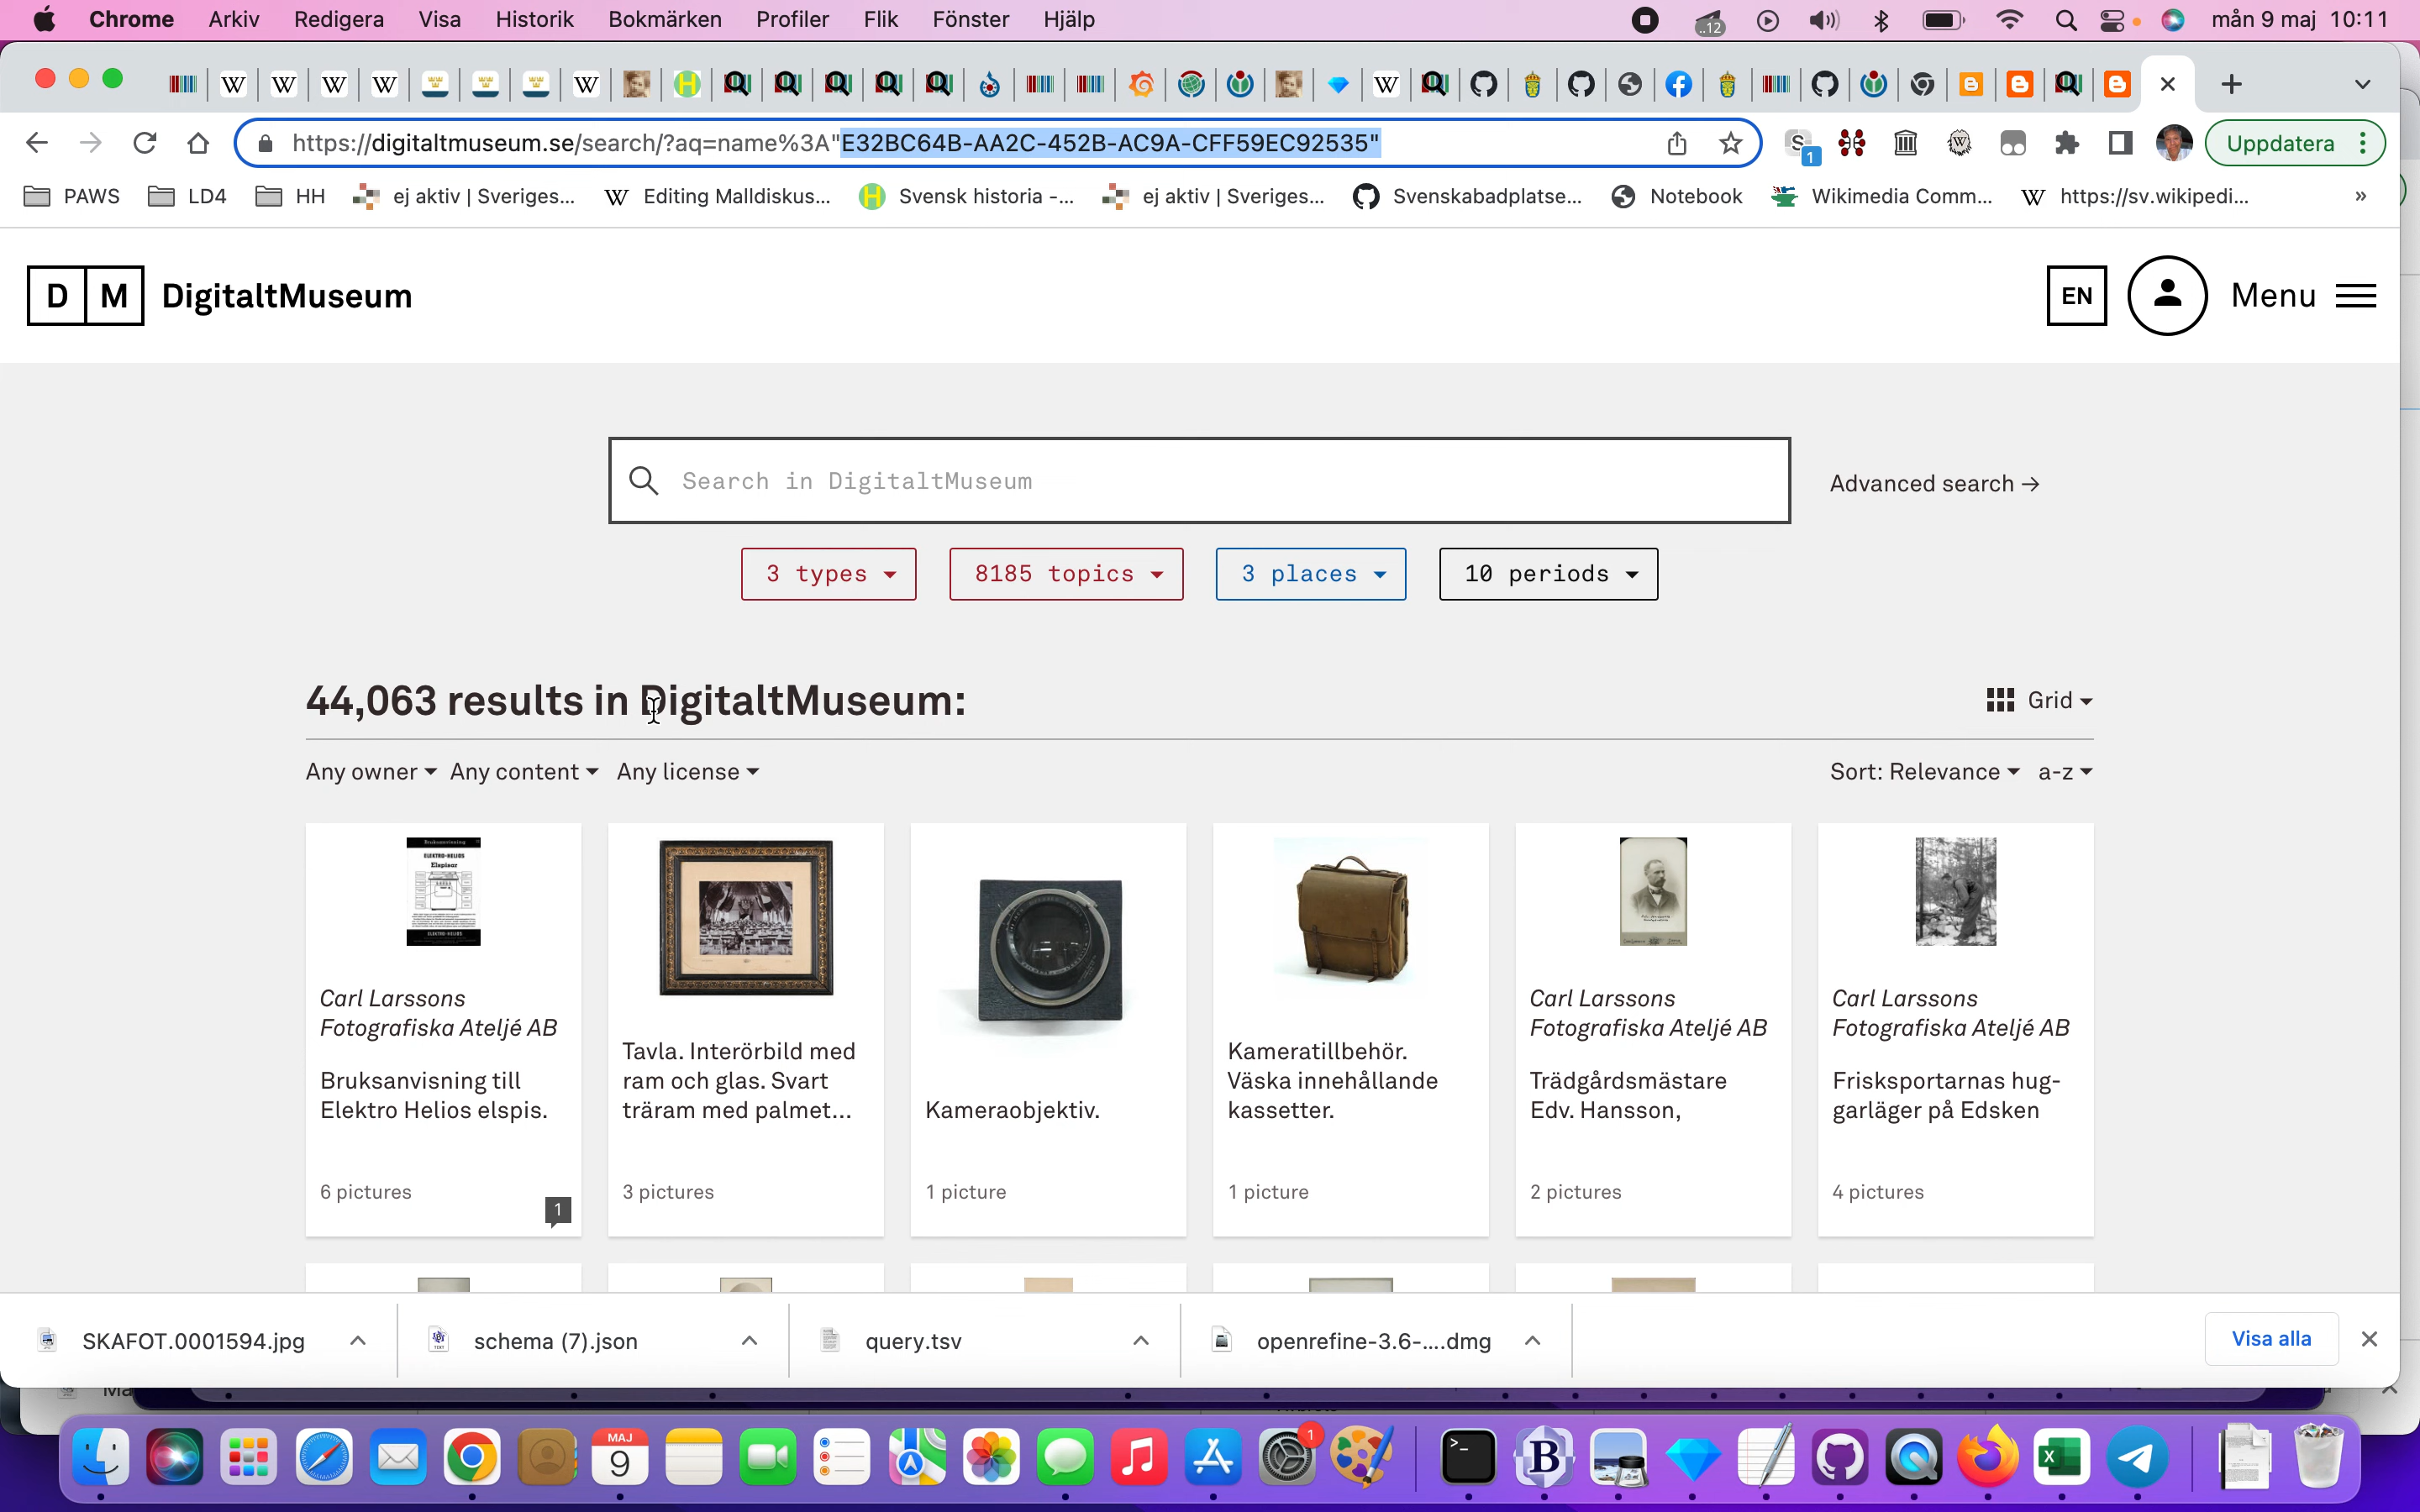 Chrome Arkiv Redigera Visa Historik Bokmärken Profiler Flik Fönster Hjälp ..12 mån 9 maj 10:11
https://digitaltmuseum.se/search/?aq=name%3A"E32BC64B-AA2C-452B-AC9A-CFF59EC92535" 1 Uppdatera
PAWS LD4 HH ej aktiv | Sveriges... Editing Malldiskus... Svensk historia -... ej aktiv | Sveriges... Svenskabadplatse... Notebook Wikimedia Comm... https://sv.wikipedi... »
D M DigitaltMuseum EN Menu
Search in DigitaltMuseum Advanced search →
3 types 8185 topics 3 places 10 periods
44,063 results in DigitaltMuseum: Grid
Any owner Any content Any license Sort: Relevance a-z
Bruksanvisning
ELEKTRO-HELIOS
Elspisar
Carl Larssons
Fotografiska Ateljé AB
Bruksanvisning till
Elektro Helios elspis.
6 pictures
1
Tavla. Interörbild med
ram och glas. Svart
träram med palmet...
3 pictures
Kameraobjektiv.
1 picture
Kameratillbehör.
Väska innehållande
kassetter.
1 picture
Carl Larssons
Fotografiska Ateljé AB
Trädgårdsmästare
Edv. Hansson,
2 pictures
Carl Larssons
Fotografiska Ateljé AB
Frisksportarnas hug-
garläger på Edsken
4 pictures
SKAFOT.0001594.jpg schema (7).json query.tsv openrefine-3.6-....dmg Visa alla
MAJ
9
1